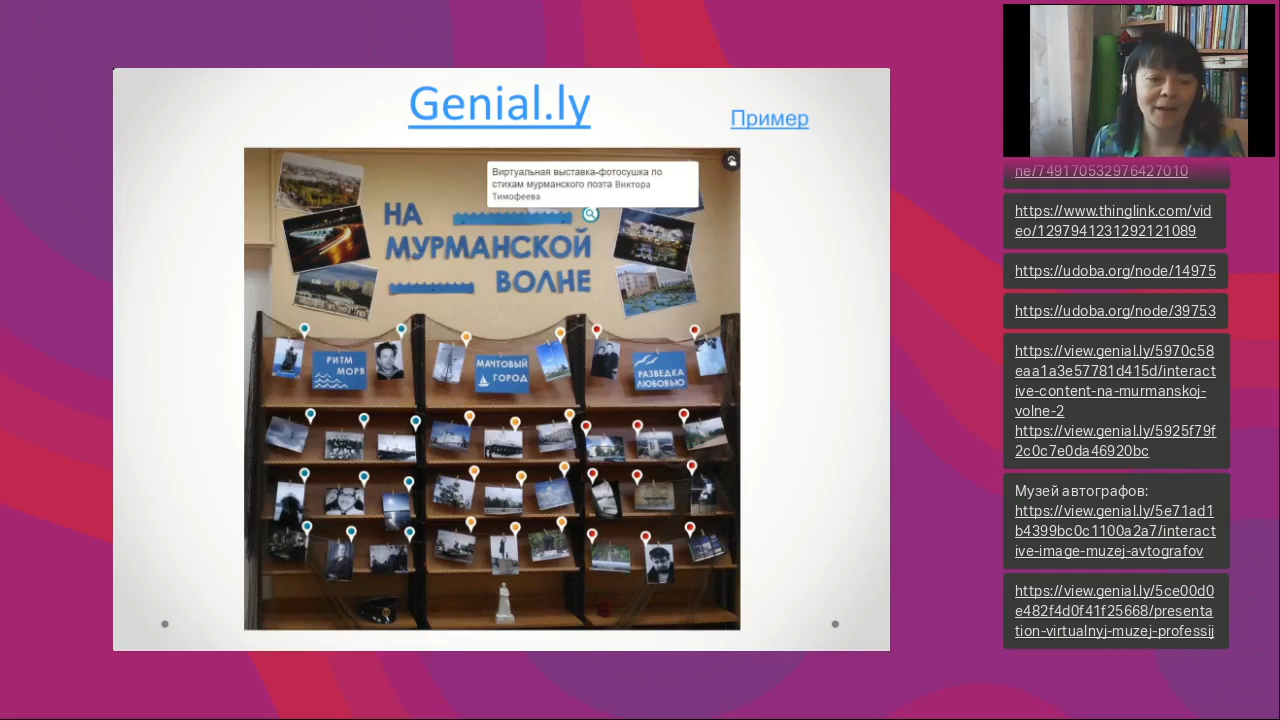 Genial.ly
Пример
Виртуальная выставка-фотосушка по
стихам мурманского поэта Виктора
Тимофеева
НА
МУРМАНСКОЙ
ВОЛНЕ
РИТМ
МОРЯ
МАЧТОВЫЙ
ГОРОД
РАЗВЕДКА
ЛЮБОВЬЮ
ne/749170532976427010
https://www.thinglink.com/vid
eo/1297941231292121089
https://udoba.org/node/14975
https://udoba.org/node/39753
https://view.genial.ly/5970c58
eaa1a3e57781d415d/interact
ive-content-na-murmanskoj-
volne-2
https://view.genial.ly/5925f79f
2c0c7e0da46920bc
Музей автографов:
https://view.genial.ly/5e71ad1
b4399bc0c1100a2a7/interact
ive-image-muzej-avtografov
https://view.genial.ly/5ce00d0
e482f4d0f41f25668/presenta
tion-virtualnyj-muzej-professij